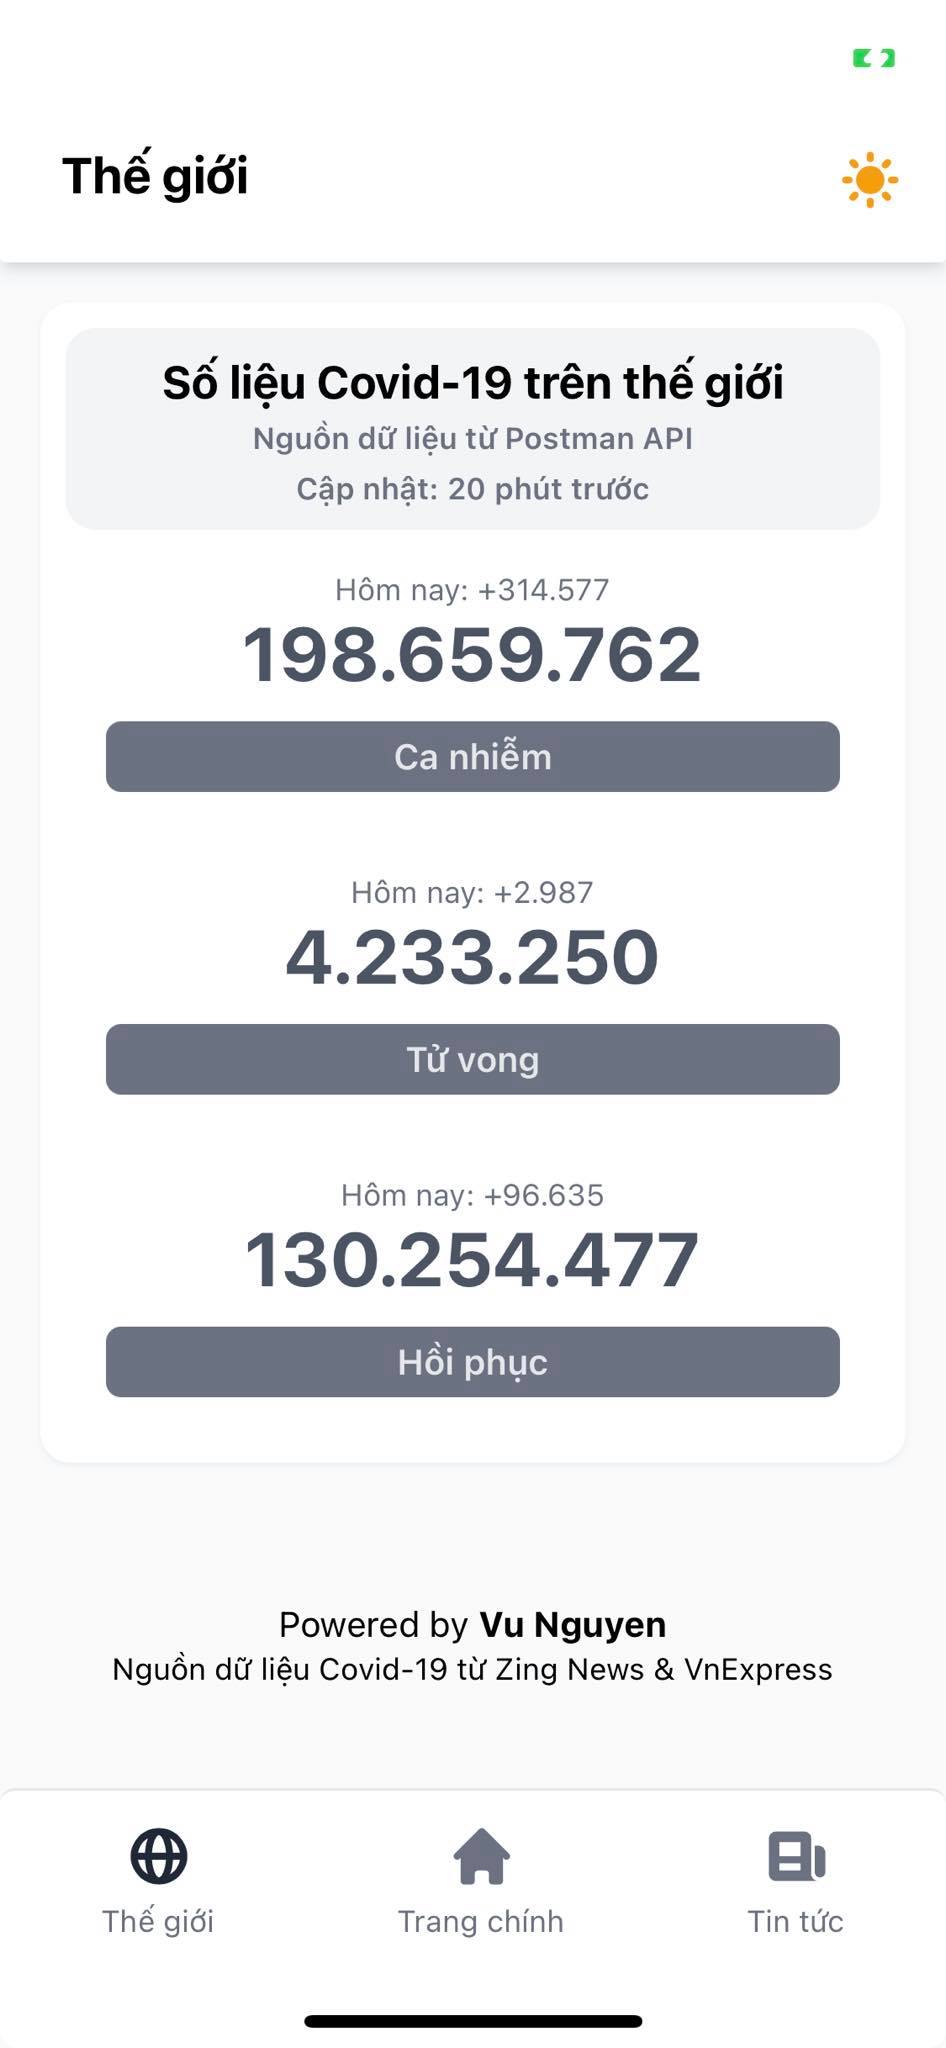 Thế giới
Số liệu Covid-19 trên thế giới
Nguồn dữ liệu từ Postman API
Cập nhật: 20 phút trước
Hôm nay: +314.577
198.659.762
Ca nhiễm
Hôm nay: +2.987
4.233.250
Tử vong
Hôm nay: +96.635
130.254.477
Hồi phục
Powered by Vu Nguyen
Nguồn dữ liệu Covid-19 từ Zing News & VnExpress
Thế giới
Trang chính
Tin tức